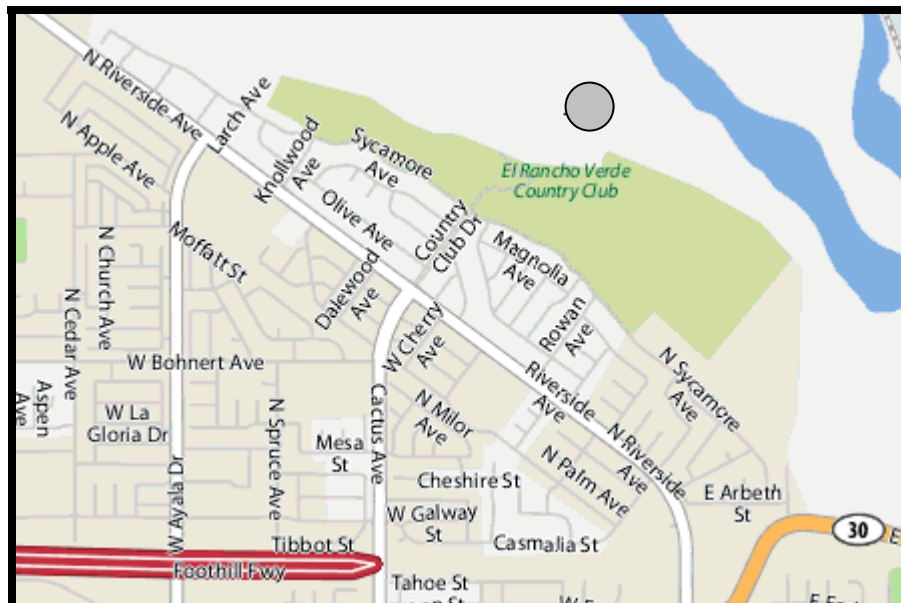 N Riverside Ave
Larch Ave
N Apple Ave
Knollwood
Ave
Sycamore
Ave
El Rancho Verde
Country Club
Olive Ave
Country
Club Dr
Moffatt St
Magnolia
Ave
N Church Ave
Dalewood
Ave
N Cedar Ave
Rowan
Ave
W Cherry
Ave
W Bohnert Ave
Riverside
Ave
N Sycamore
Ave
Aspen
Ave
Cactus Ave
W La
Gloria Dr
N Spruce Ave
N Milor
Ave
Mesa
St
N Riverside
Ave
N Palm Ave
W Ayala Dr
Cheshire St
E Arbeth
St
W Galway
St
30
E
Tibbot St
Casmalia St
Foothill Fwy
Tahoe St